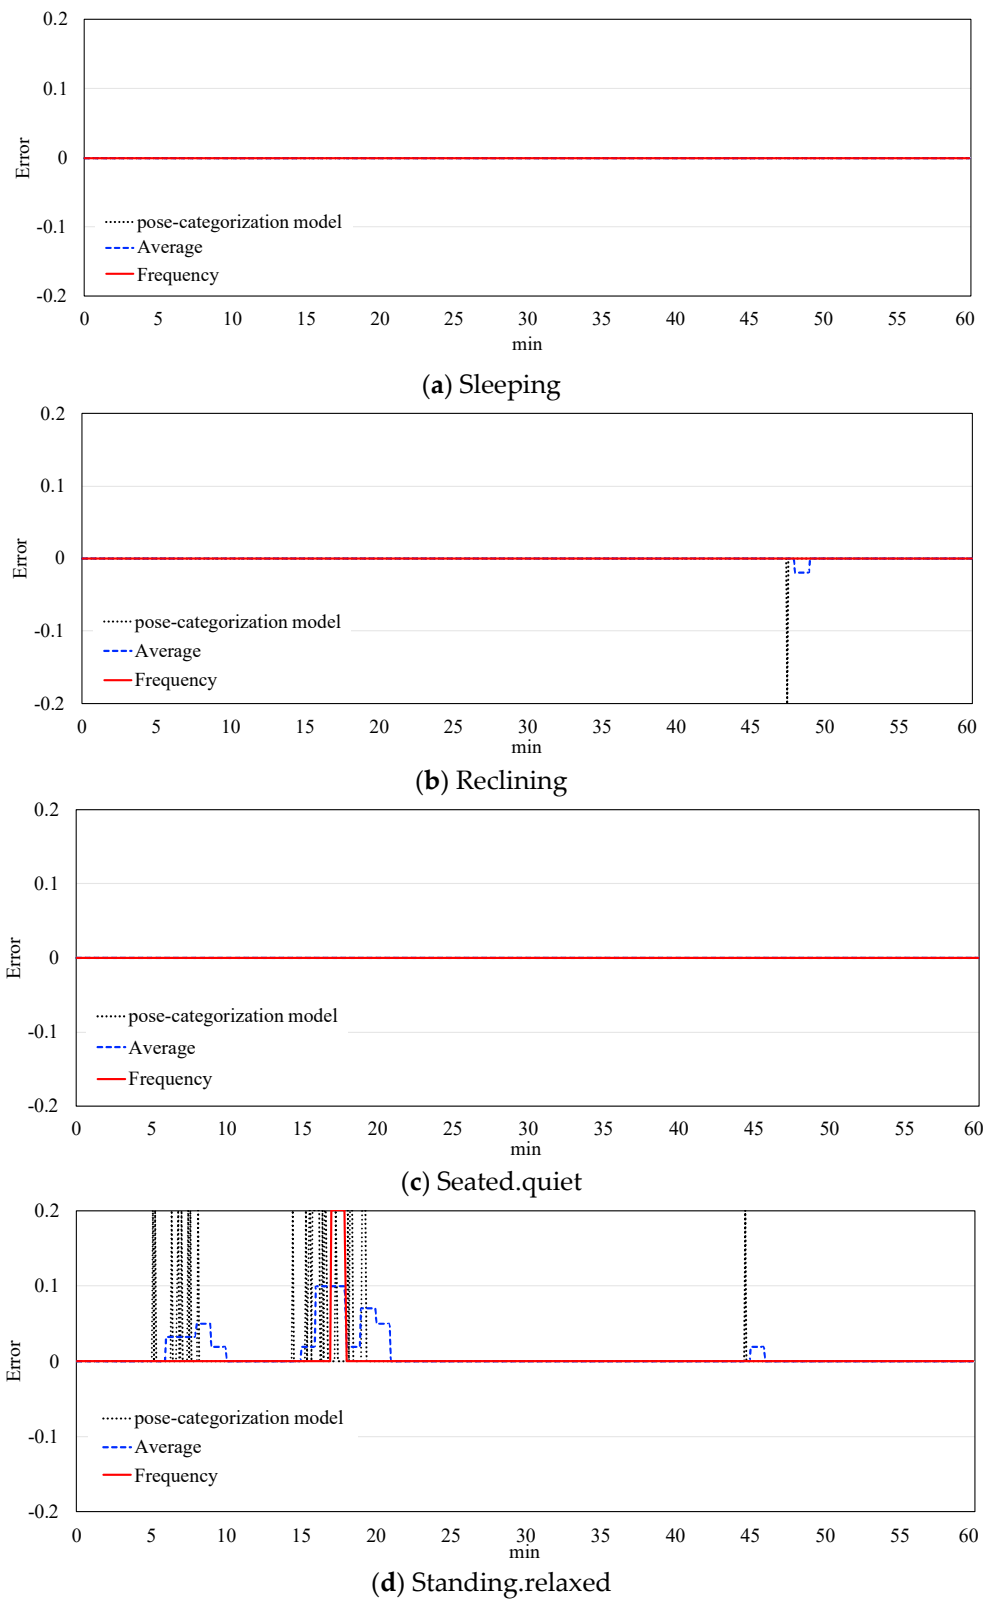 0.2
0.1
0
-0.1
-0.2
Error
pose-categorization model
Average
Frequency
0 5 10 15 20 25 30 35 40 45 50 55 60
min
(a) Sleeping
0.2
0.1
0
-0.1
-0.2
Error
pose-categorization model
Average
Frequency
0 5 10 15 20 25 30 35 40 45 50 55 60
min
(b) Reclining
0.2
0.1
0
-0.1
-0.2
Error
pose-categorization model
Average
Frequency
0 5 10 15 20 25 30 35 40 45 50 55 60
min
(c) Seated.quiet
0.2
0.1
0
-0.1
-0.2
Error
pose-categorization model
Average
Frequency
0 5 10 15 20 25 30 35 40 45 50 55 60
min
(d) Standing.relaxed